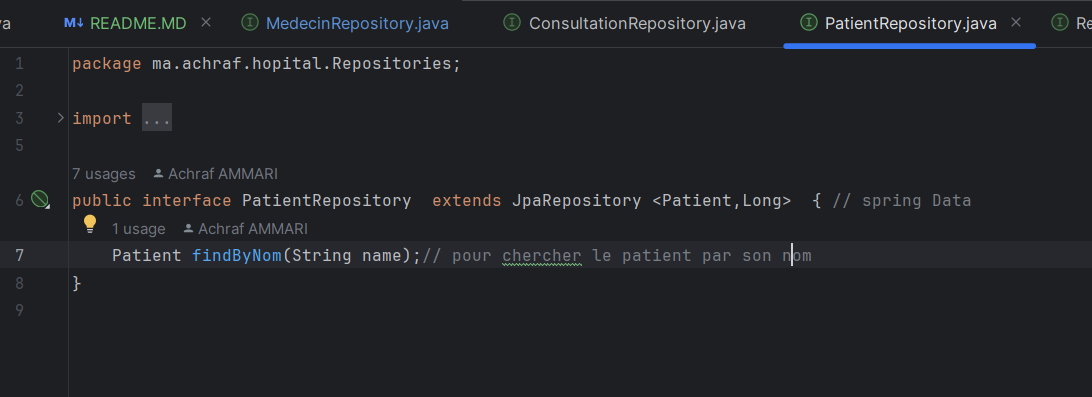 va M↓ README.MD × MedecinRepository.java ConsultationRepository.java PatientRepository.java × Re
1 package ma.achraf.hopital.Repositories;
2
3 import ...
5
7 usages Achraf AMMARI
6 public interface PatientRepository  extends JpaRepository <Patient,Long>  { // spring Data
1 usage Achraf AMMARI
7 Patient findByNom(String name);// pour chercher le patient par son nom
8 }
9